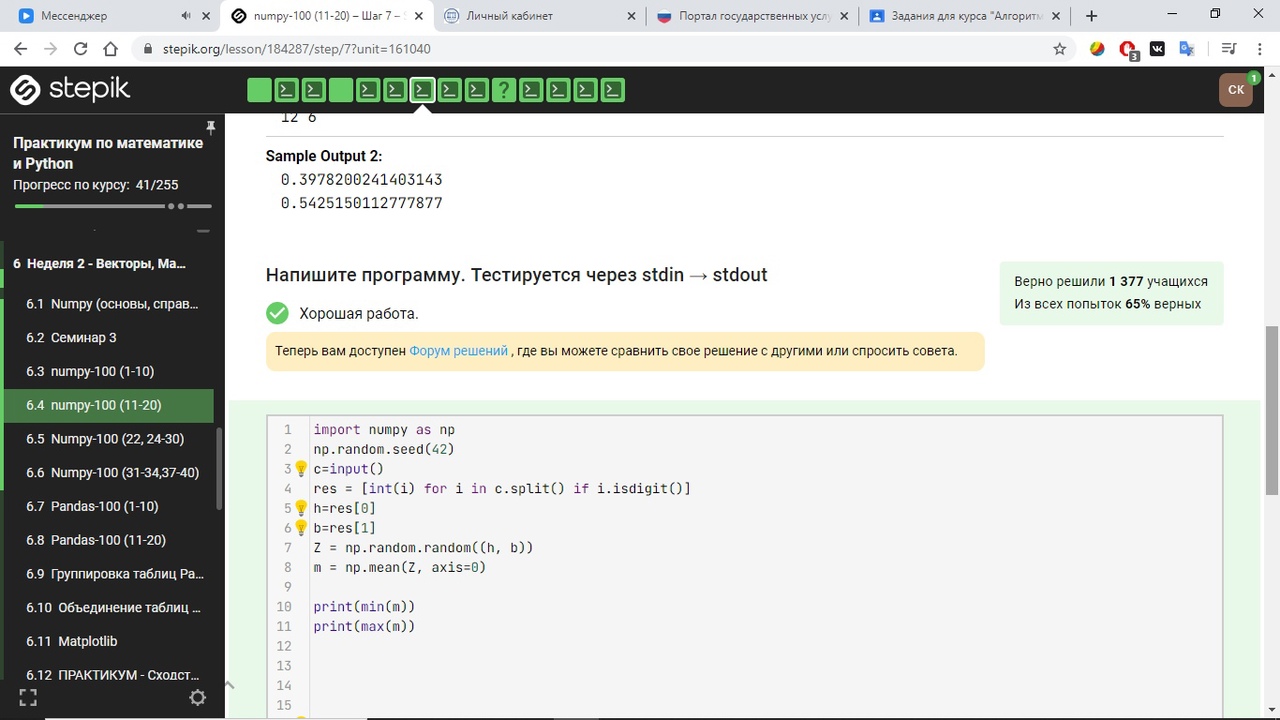 Мессенджер
numpy-100 (11-20) – Шаг 7 –
Личный кабинет
Портал государственных услу
Задания для курса "Алгоритм
stepik.org/lesson/184287/step/7?unit=161040
3
stepik
?
СК
1
Практикум по математике
и Python
Прогресс по курсу: 41/255
6 Неделя 2 - Векторы, Ма...
6.1 Numpy (основы, справ...
6.2 Семинар 3
6.3 numpy-100 (1-10)
6.4 numpy-100 (11-20)
6.5 Numpy-100 (22, 24-30)
6.6 Numpy-100 (31-34,37-40)
6.7 Pandas-100 (1-10)
6.8 Pandas-100 (11-20)
6.9 Группировка таблиц Pa...
6.10 Объединение таблиц ...
6.11 Matplotlib
6.12 ПРАКТИКУМ - Сходст...
12 6
Sample Output 2:
0.3978200241403143
0.5425150112777877
Напишите программу. Тестируется через stdin → stdout
Хорошая работа.
Верно решили 1 377 учащихся
Из всех попыток 65% верных
Теперь вам доступен Форум решений , где вы можете сравнить свое решение с другими или спросить совета.
1 import numpy as np
2 np.random.seed(42)
3 c=input()
4 res = [int(i) for i in c.split() if i.isdigit()]
5 h=res[0]
6 b=res[1]
7 Z = np.random.random((h, b))
8 m = np.mean(Z, axis=0)
9
10 print(min(m))
11 print(max(m))
12
13
14
15